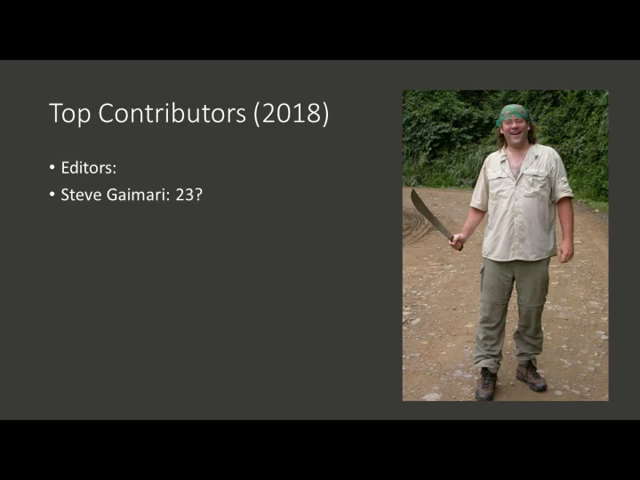 Top Contributors (2018)
• Editors:
• Steve Gaimari: 23?